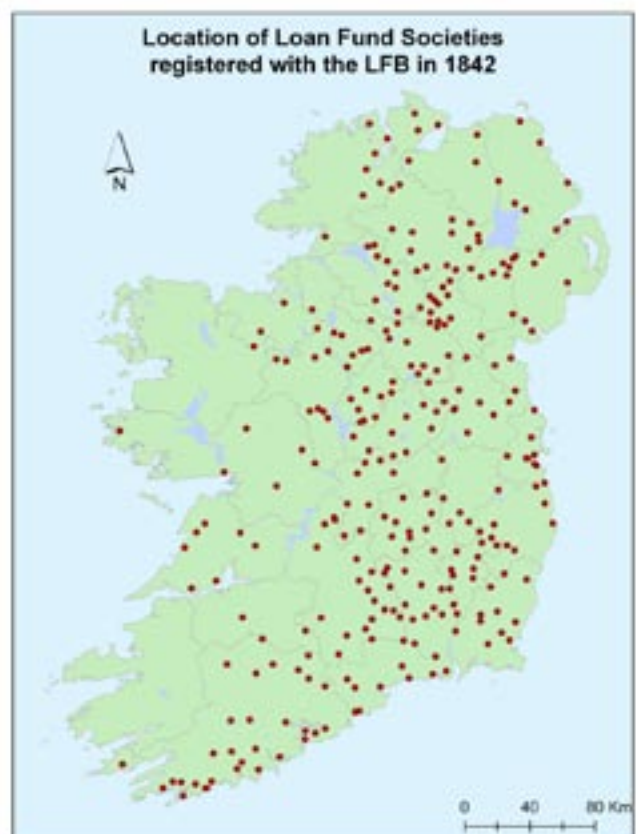 Location of Loan Fund Societies
registered with the LFB in 1842
N
0 40 80 Km